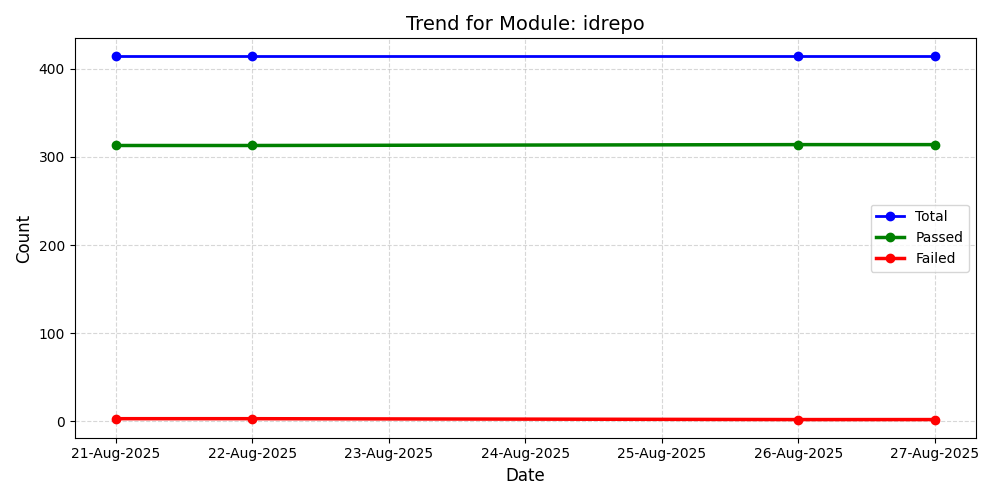 Trend for Module: idrepo
Count
400
300
200
100
0
Total
Passed
Failed
21-Aug-2025 22-Aug-2025 23-Aug-2025 24-Aug-2025 25-Aug-2025 26-Aug-2025 27-Aug-2025
Date